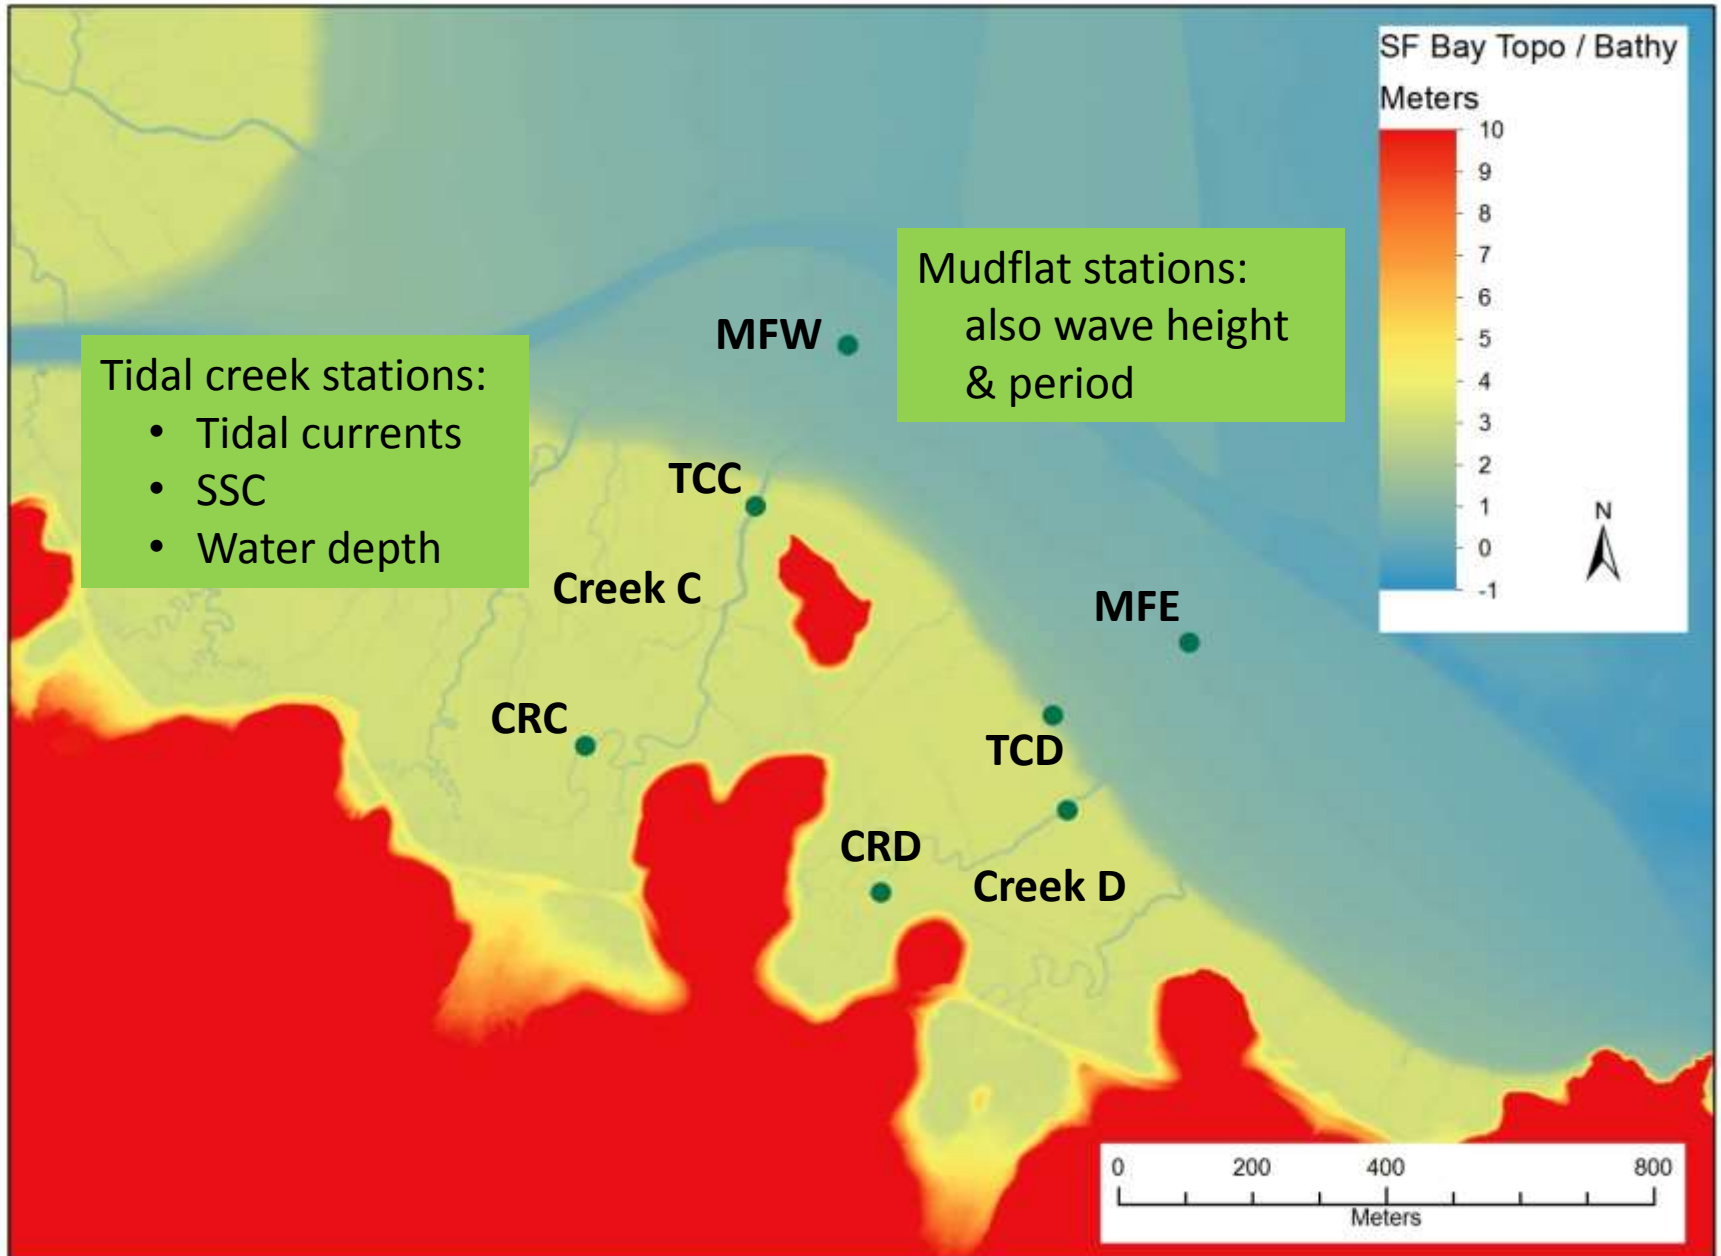 SF Bay Topo / Bathy
Meters
10
9
8
7
6
5
4
3
2
1
0
-1
N
Mudflat stations:
also wave height
& period
MFW
Tidal creek stations:
• Tidal currents
• SSC
• Water depth
TCC
Creek C
MFE
CRC
TCD
CRD
Creek D
0 200 400 800
Meters